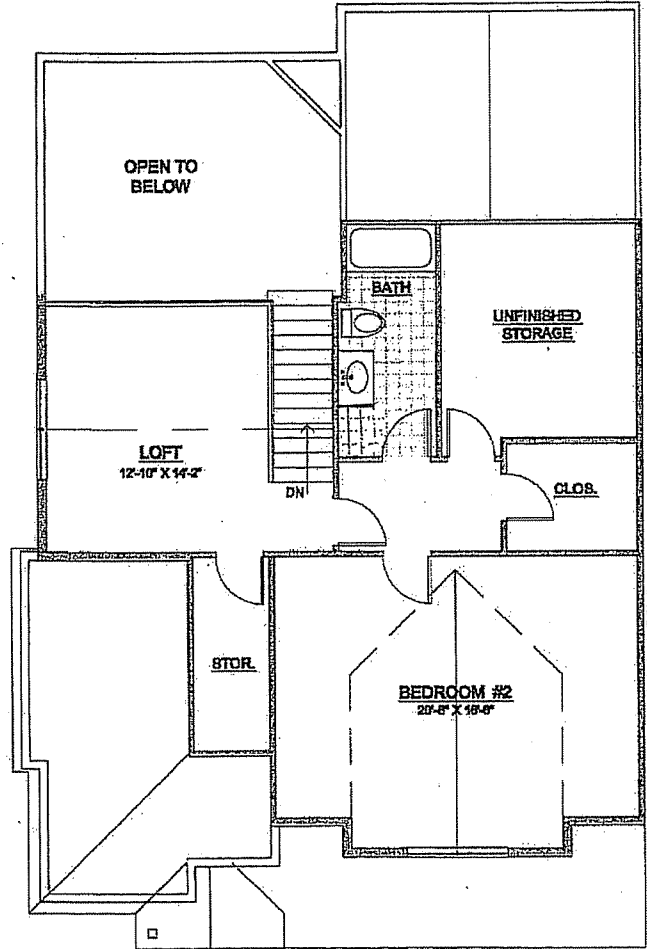 OPEN TO
BELOW
BATH
UNFINISHED
STORAGE
LOFT
12'-10" X 14'-2"
DN
CLOS.
STOR.
BEDROOM #2